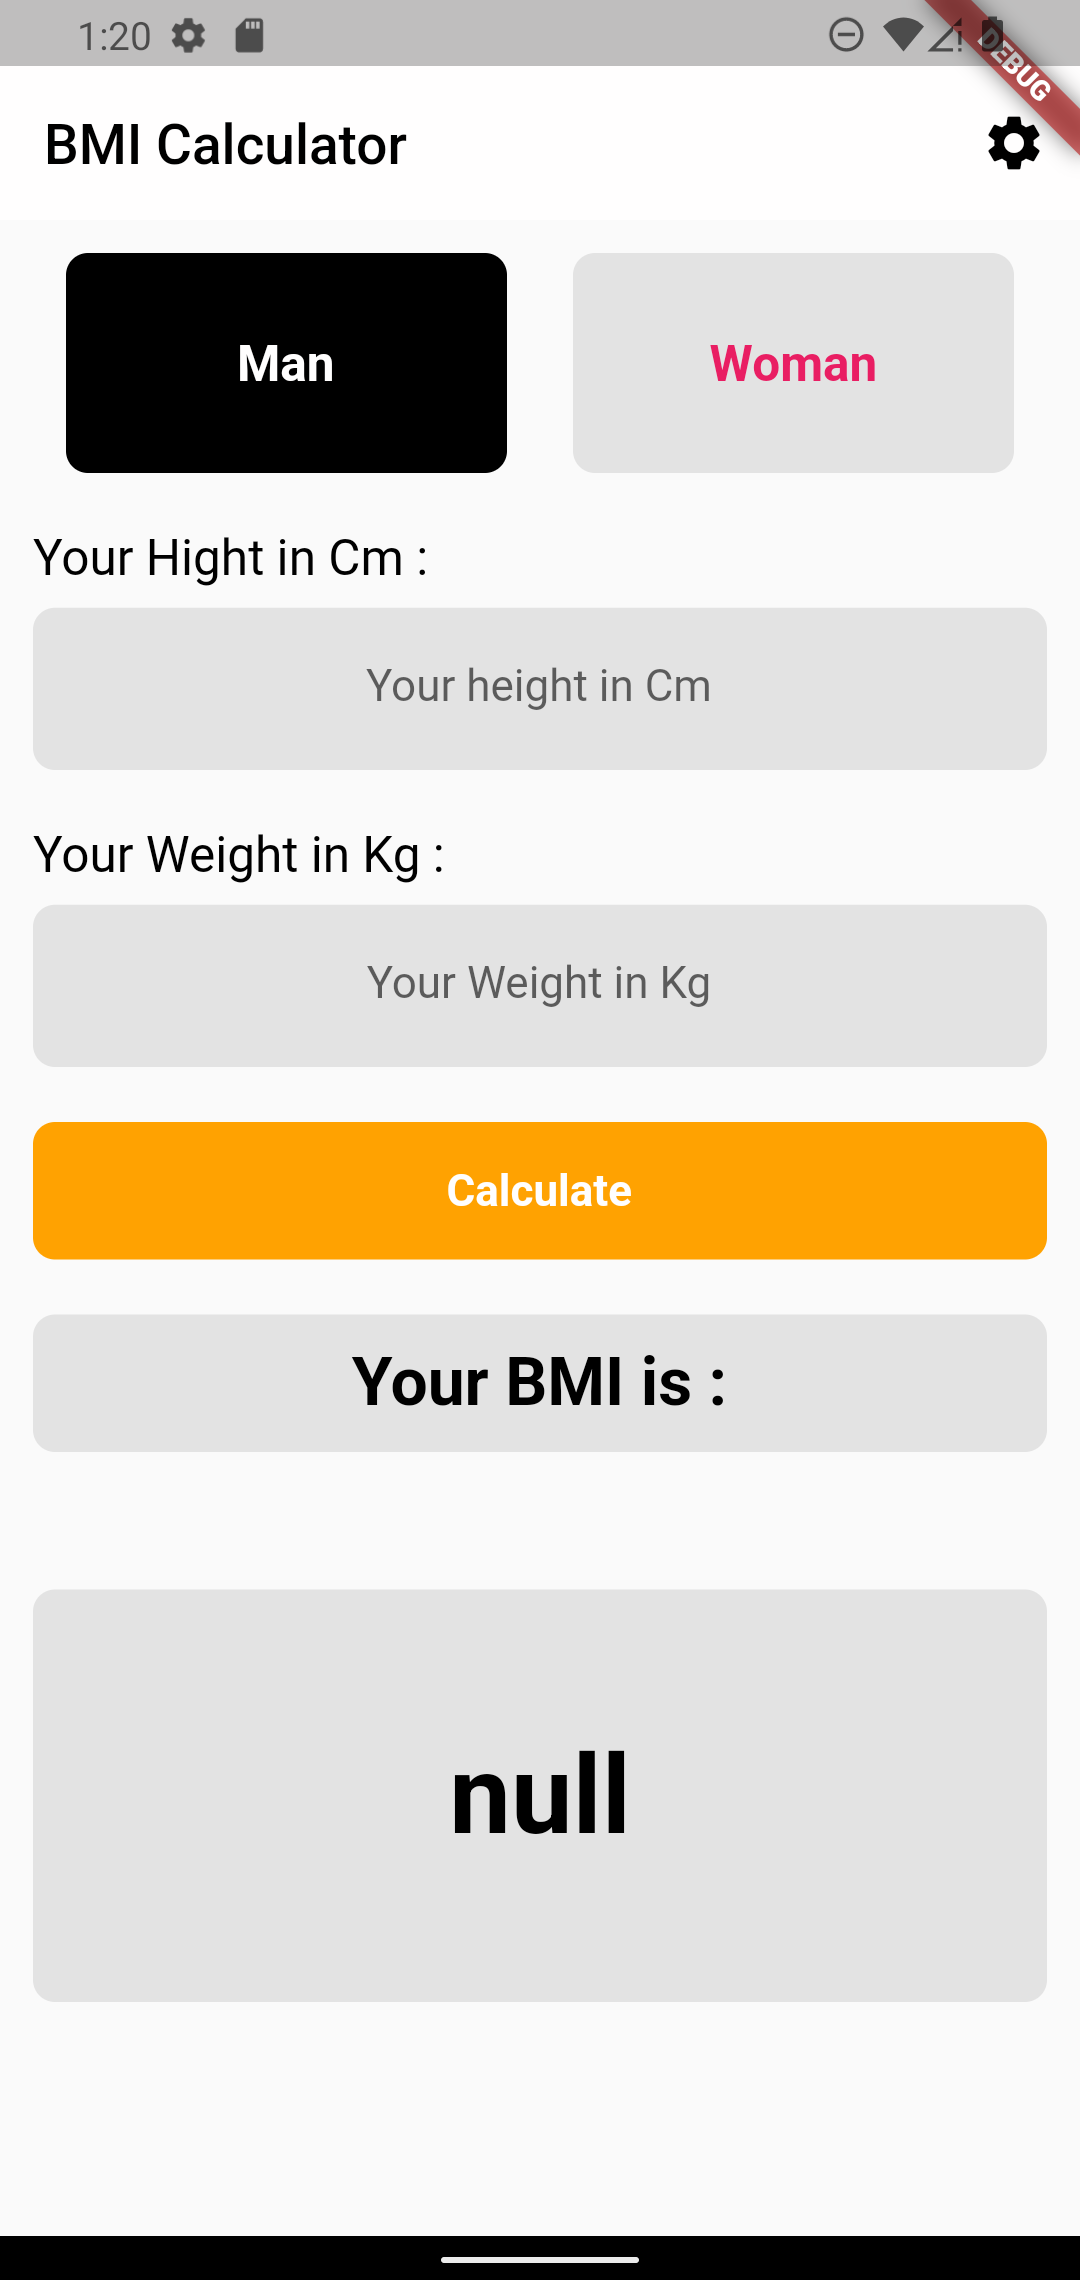 1:20
DEBUG
BMI Calculator
Man Woman
Your Hight in Cm :
Your height in Cm
Your Weight in Kg :
Your Weight in Kg
Calculate
Your BMI is :
null